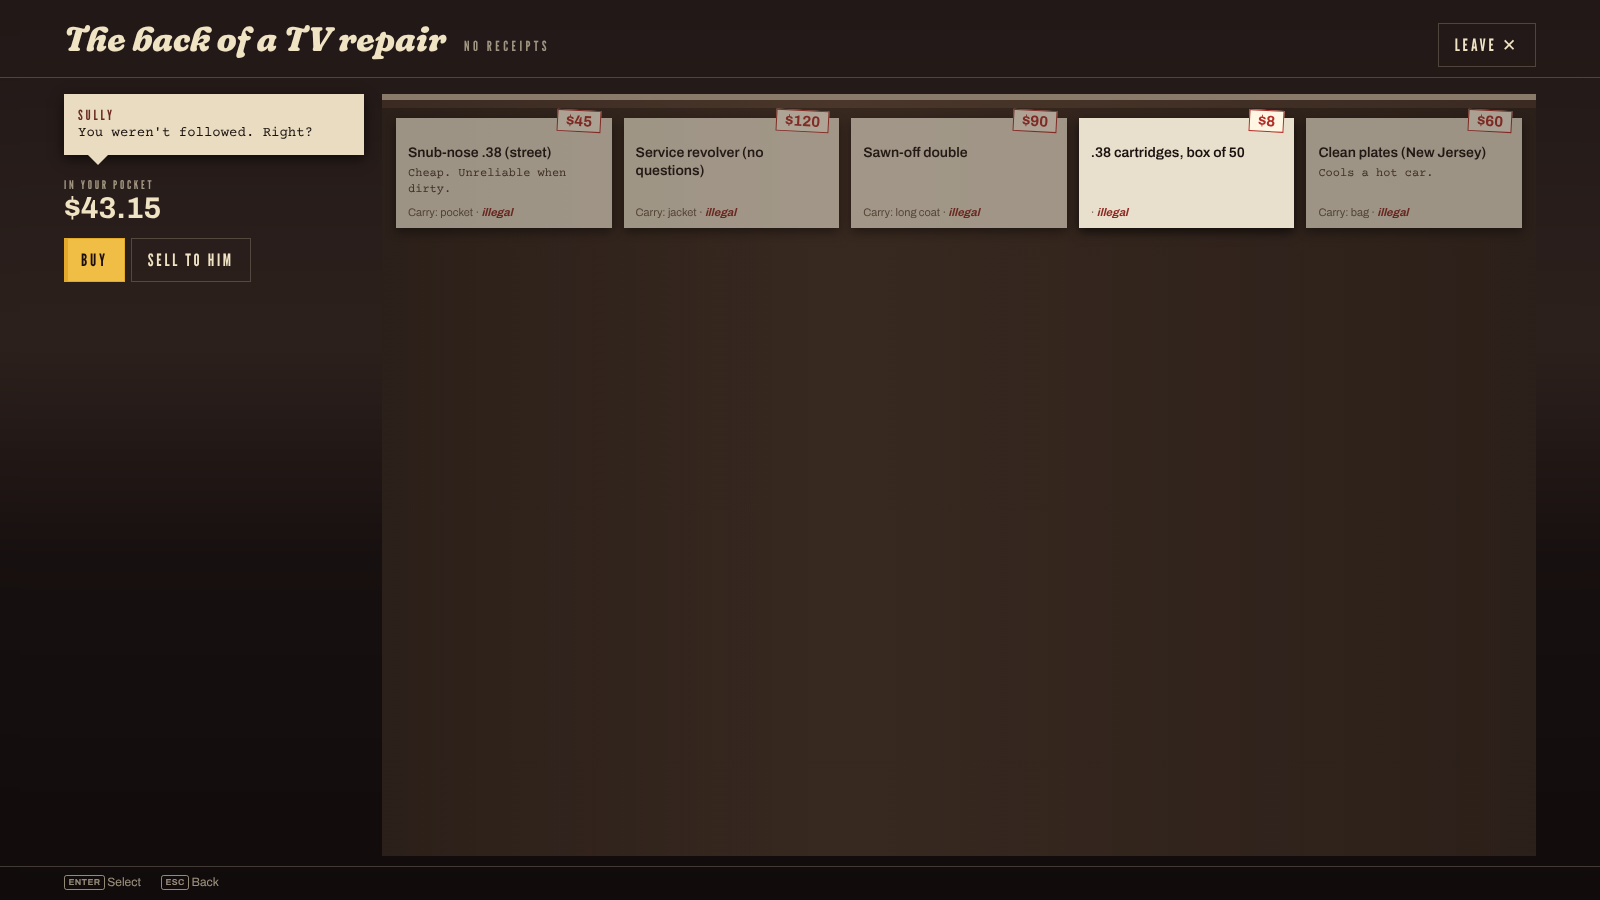 The back of a TV repair NO RECEIPTS
LEAVE ✕
SULLY
You weren't followed. Right?
IN YOUR POCKET
$43.15
BUY
SELL TO HIM
$45
Snub-nose .38 (street)
Cheap. Unreliable when
dirty.
Carry: pocket · illegal
$120
Service revolver (no
questions)
Carry: jacket · illegal
$90
Sawn-off double
Carry: long coat · illegal
$8
.38 cartridges, box of 50
· illegal
$60
Clean plates (New Jersey)
Cools a hot car.
Carry: bag · illegal
ENTER Select ESC Back